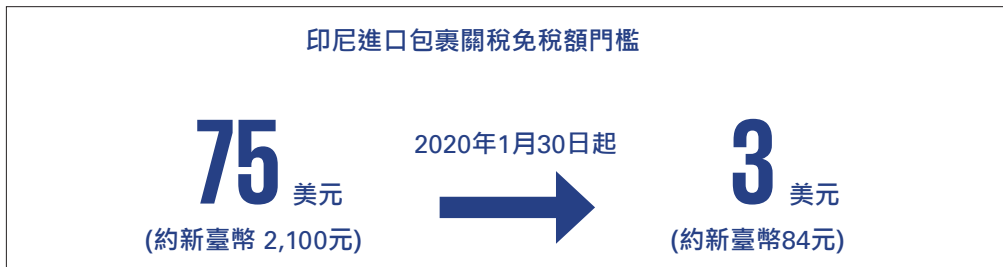 印尼進口包裹關稅免稅額門檻
75 美元
(約新臺幣 2,100元)
2020年1月30日起
3 美元
(約新臺幣84元)